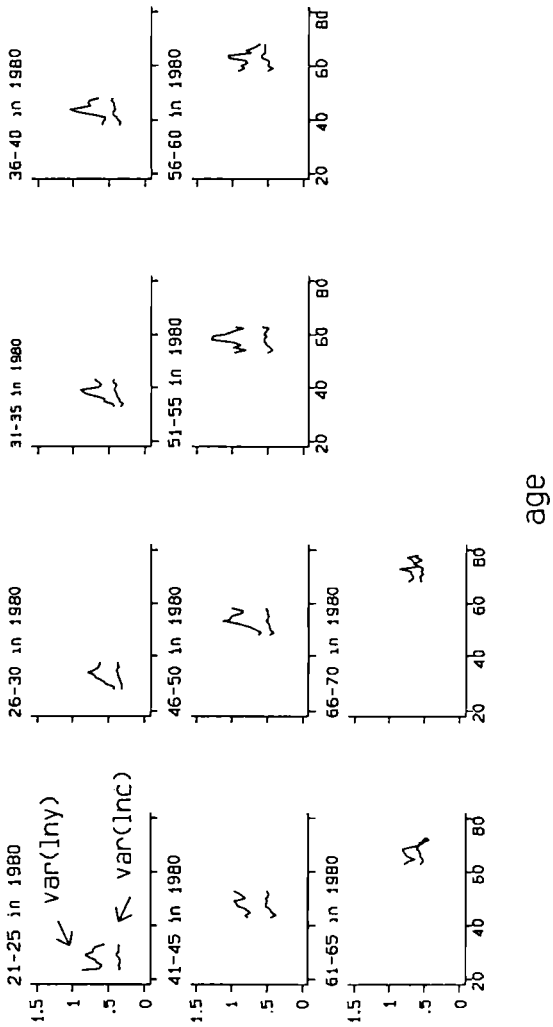 21-25 in 1980
26-30 in 1980
31-35 in 1980
36-40 in 1980
1.5
1
.5
0
var(lny)
var(lnc)
41-45 in 1980
46-50 in 1980
51-55 in 1980
56-60 in 1980
1.5
1
.5
0
20 40 60 80
20 40 60 80
61-65 in 1980
66-70 in 1980
1.5
1
.5
0
20 40 60 80
20 40 60 80
age